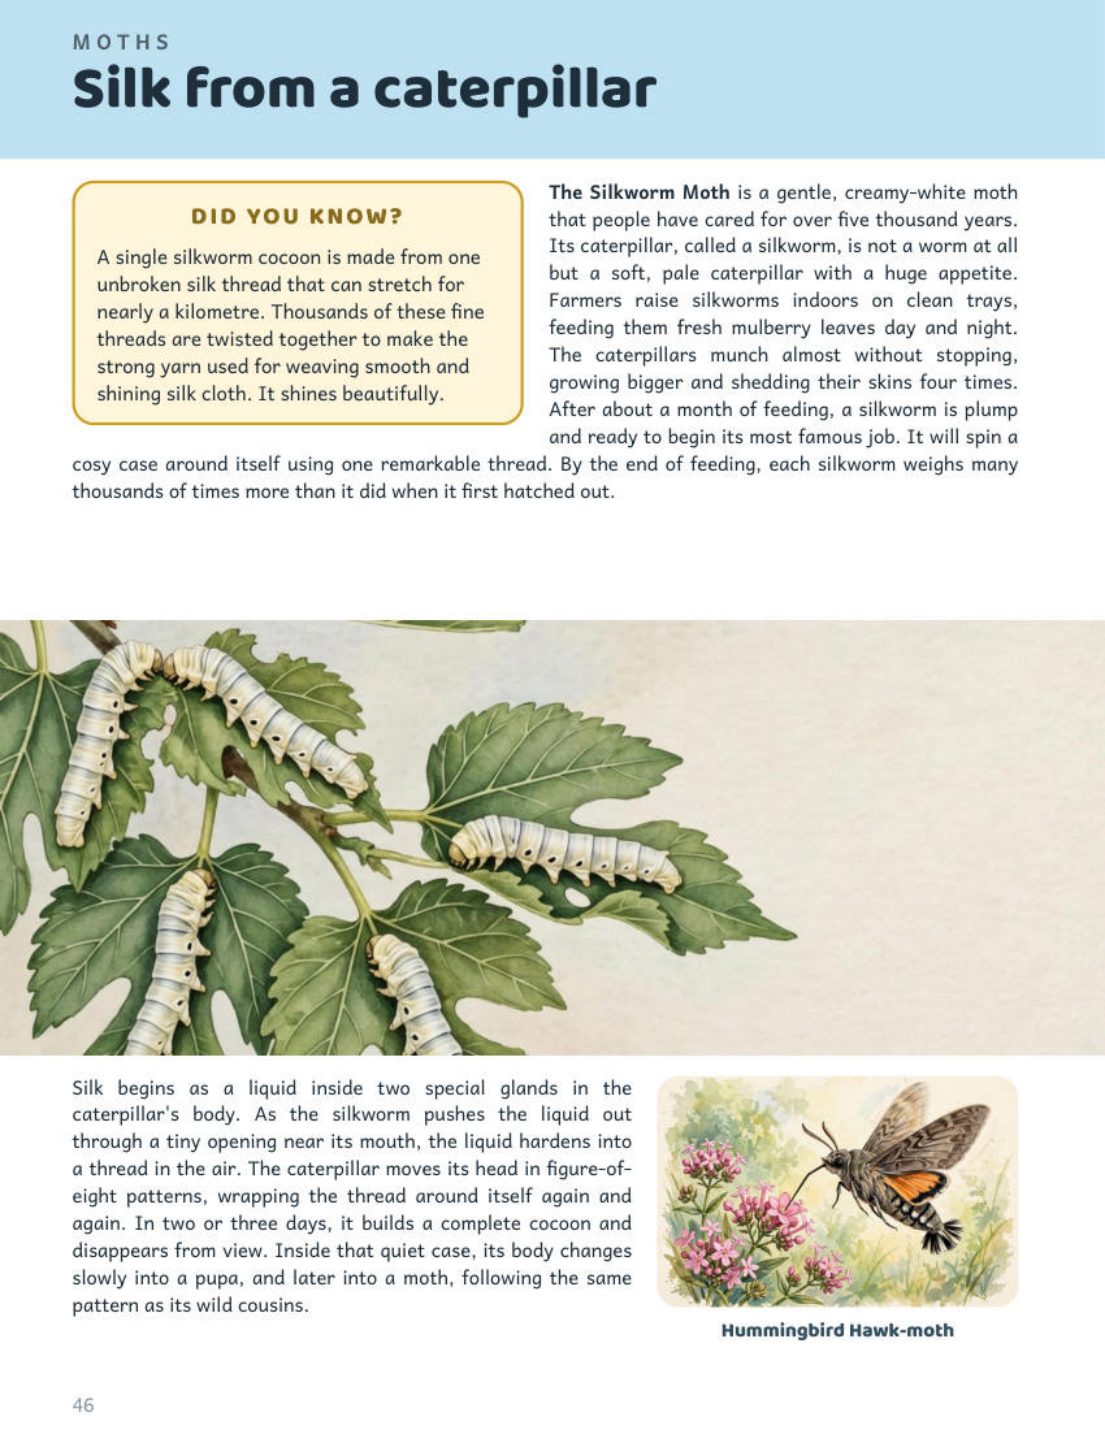 MOTHS
Silk from a caterpillar
DID YOU KNOW?
A single silkworm cocoon is made from one
unbroken silk thread that can stretch for
nearly a kilometre. Thousands of these fine
threads are twisted together to make the
strong yarn used for weaving smooth and
shining silk cloth. It shines beautifully.
The Silkworm Moth is a gentle, creamy-white moth
that people have cared for over five thousand years.
Its caterpillar, called a silkworm, is not a worm at all
but a soft, pale caterpillar with a huge appetite.
Farmers raise silkworms indoors on clean trays,
feeding them fresh mulberry leaves day and night.
The caterpillars munch almost without stopping,
growing bigger and shedding their skins four times.
After about a month of feeding, a silkworm is plump
and ready to begin its most famous job. It will spin a
cosy case around itself using one remarkable thread. By the end of feeding, each silkworm weighs many
thousands of times more than it did when it first hatched out.
Silk begins as a liquid inside two special glands in the
caterpillar's body. As the silkworm pushes the liquid out
through a tiny opening near its mouth, the liquid hardens into
a thread in the air. The caterpillar moves its head in figure-of-
eight patterns, wrapping the thread around itself again and
again. In two or three days, it builds a complete cocoon and
disappears from view. Inside that quiet case, its body changes
slowly into a pupa, and later into a moth, following the same
pattern as its wild cousins.
Hummingbird Hawk-moth
46